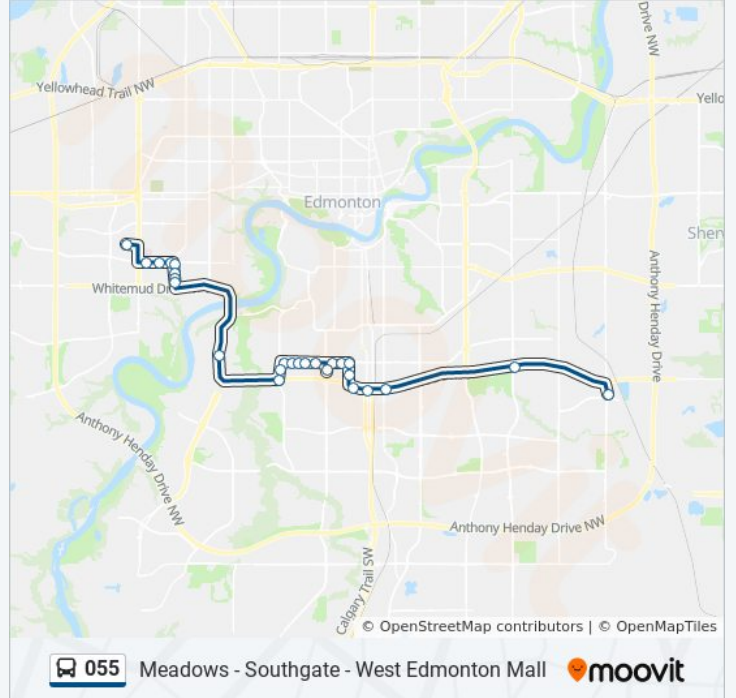 Drive NW
Yellowhead Trail NW
Yello
Edmonton
Sher
Whitemud Dr
Anthony Henday Drive
Anthony Henday Drive NW
Anthony Henday Drive NW
Calgary Trail SW
© OpenStreetMap contributors | © OpenMapTiles
055 Meadows - Southgate - West Edmonton Mall moovit